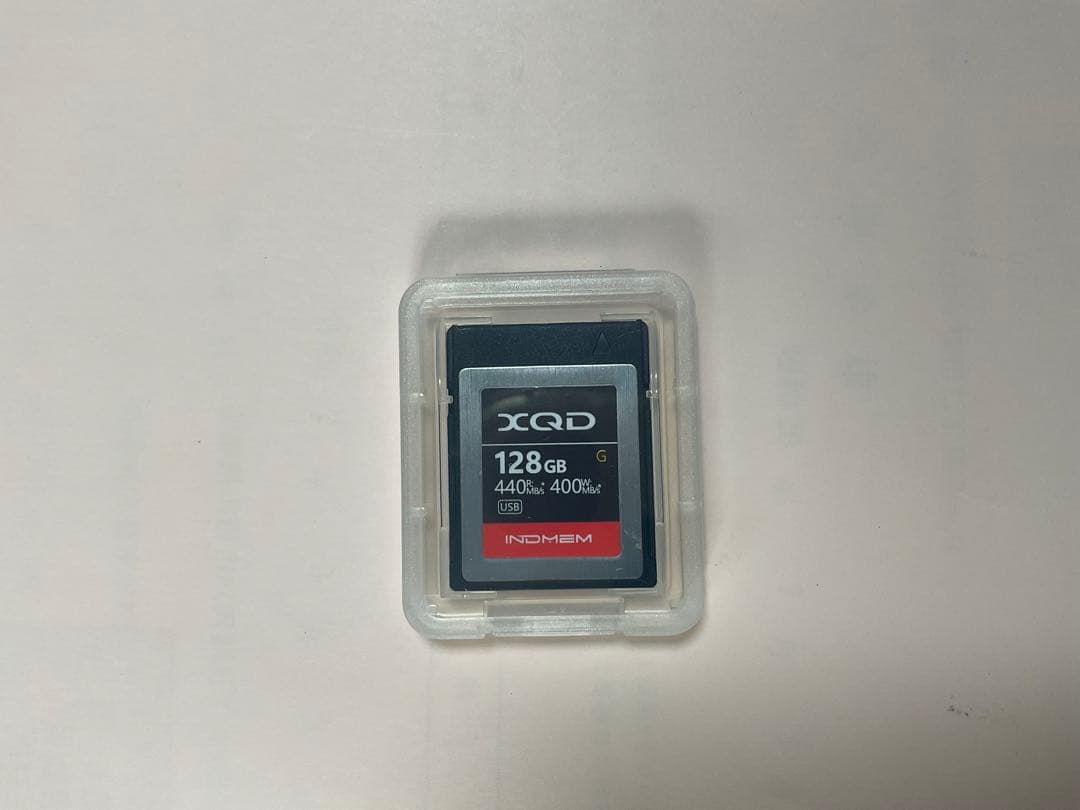 XQD
128GB G
440R: MB/s* 400W: MB/s*
USB
INDMEM